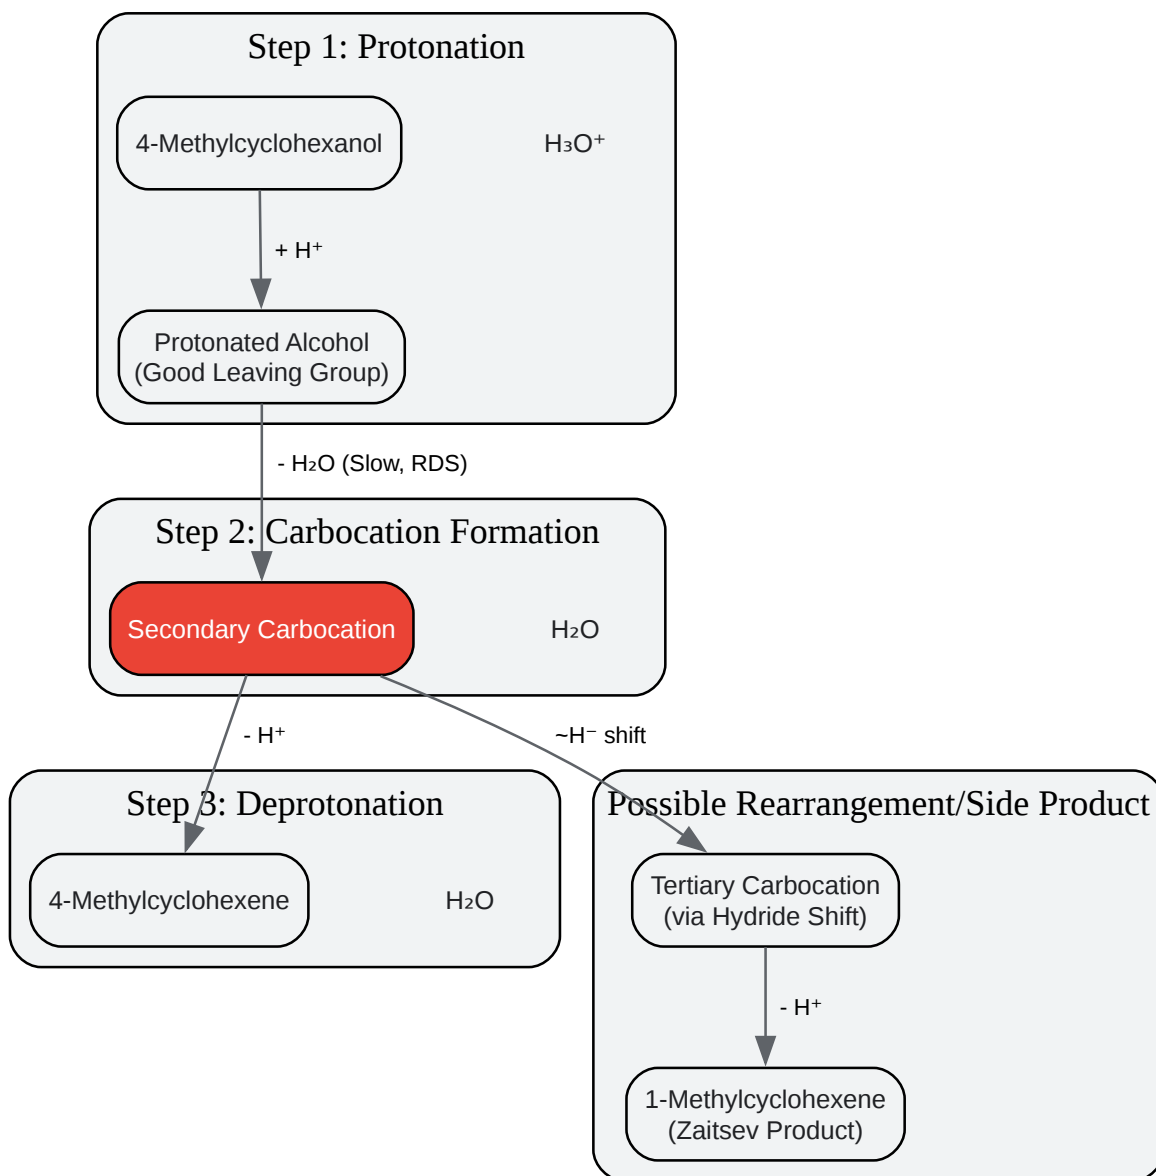 Step 1: Protonation
4-Methylcyclohexanol
H₃O⁺
+ H⁺
Protonated Alcohol
(Good Leaving Group)
- H₂O (Slow, RDS)
Step 2: Carbocation Formation
Secondary Carbocation
H₂O
- H⁺
~H⁻ shift
Step 3: Deprotonation
4-Methylcyclohexene
H₂O
Possible Rearrangement/Side Product
Tertiary Carbocation
(via Hydride Shift)
- H⁺
1-Methylcyclohexene
(Zaitsev Product)